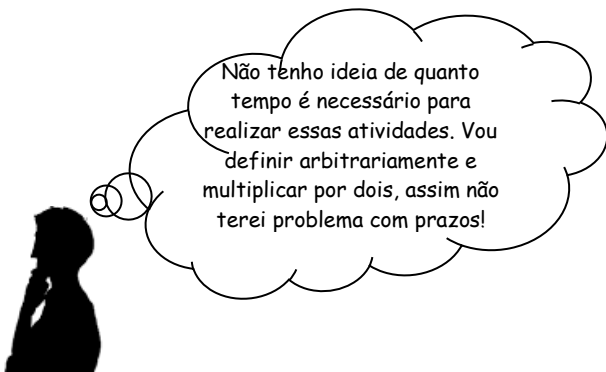 Não tenho ideia de quanto
tempo é necessário para
realizar essas atividades. Vou
definir arbitrariamente e
multiplicar por dois, assim não
terei problema com prazos!